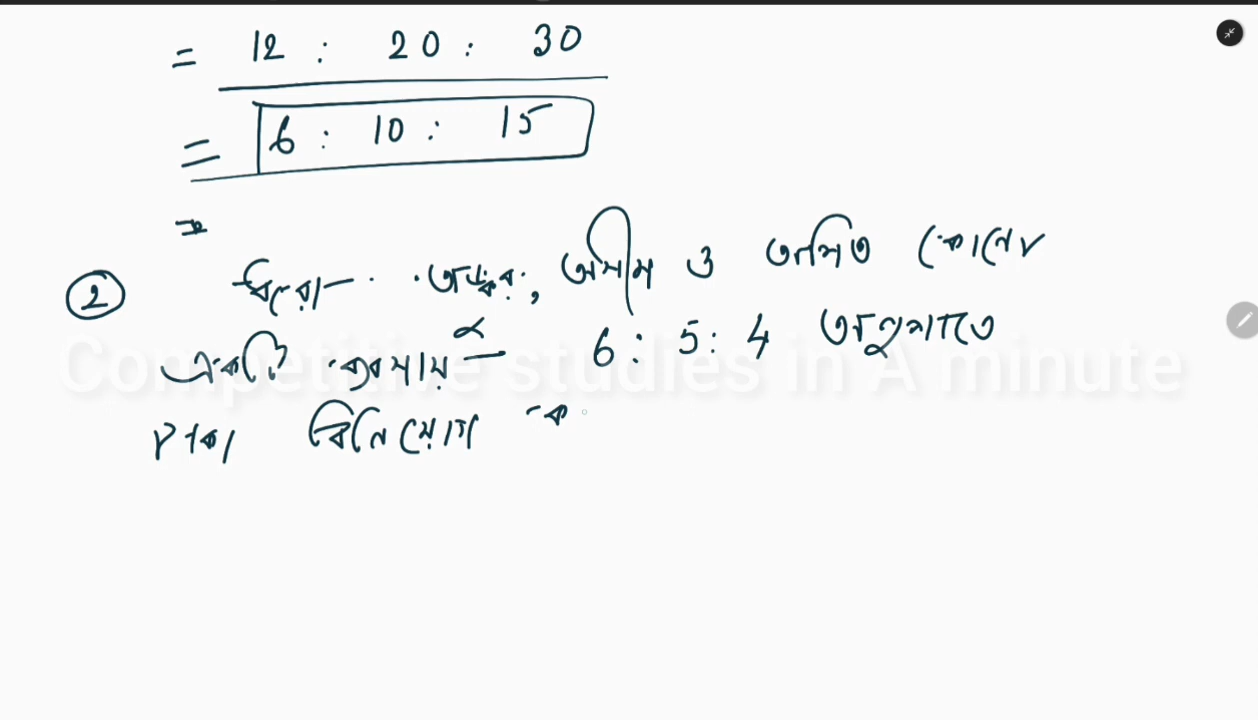 = 12 : 20 : 30
= 6 : 10 : 15
⇒
② ধরো অঙ্কুর, অসীম ও অমিত কোনো
একটি ব্যবসায় 6 : 5 : 4 অনুপাতে
টাকা বিনিয়োগ ক
Competitive studies in A minute